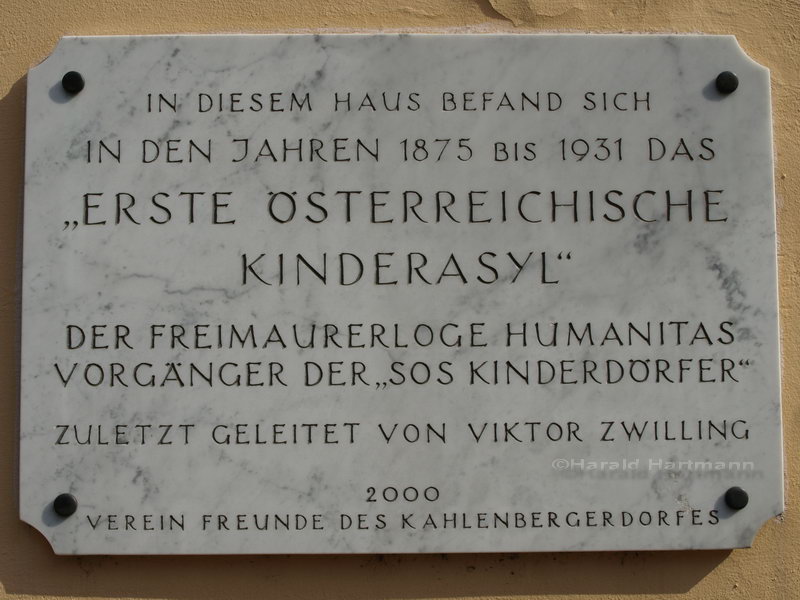 IN DIESEM HAUS BEFAND SICH
IN DEN JAHREN 1875 BIS 1931 DAS
„ERSTE ÖSTERREICHISCHE
KINDERASYL“
DER FREIMAURERLOGE HUMANITAS
VORGÄNGER DER „SOS KINDERDÖRFER“
ZULETZT GELEITET VON VIKTOR ZWILLING
©Harald Hartmann
2000
VEREIN FREUNDE DES KAHLENBERGERDORFES